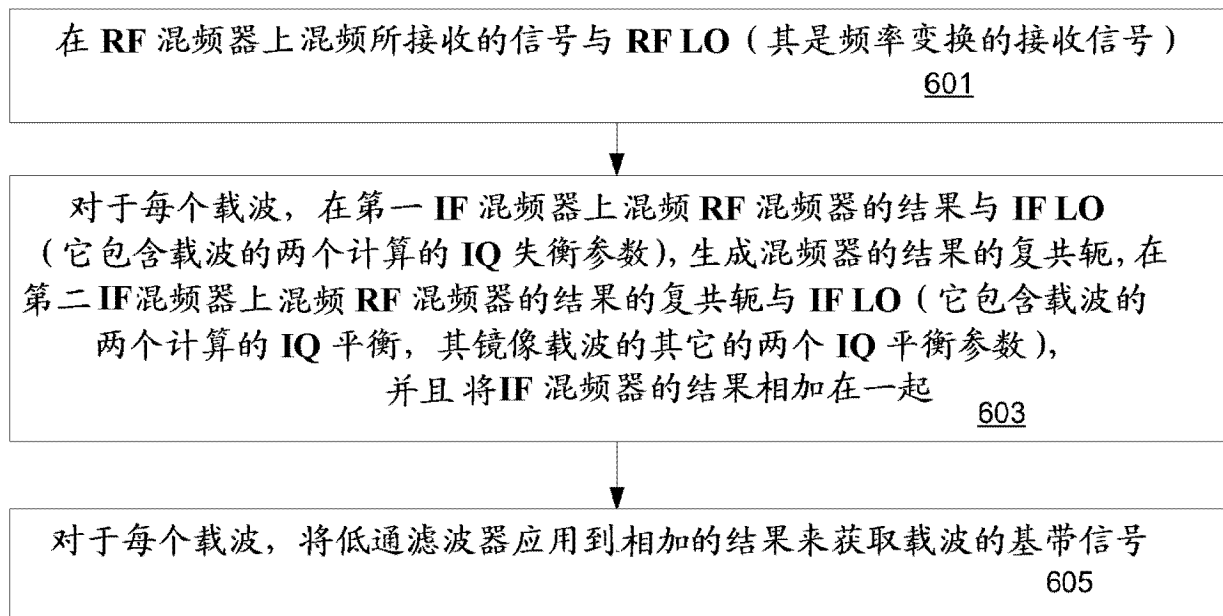 在 RF 混频器上混频所接收的信号与 RF LO（其是频率变换的接收信号）
601
对于每个载波，在第一 IF 混频器上混频 RF 混频器的结果与 IF LO
（它包含载波的两个计算的 IQ 失衡参数），生成混频器的结果的复共轭，在
第二 IF混频器上混频 RF 混频器的结果的复共轭与 IF LO（它包含载波的
两个计算的 IQ 平衡，其镜像载波的其它的两个 IQ 平衡参数），
并且将IF 混频器的结果相加在一起
603
对于每个载波，将低通滤波器应用到相加的结果来获取载波的基带信号
605